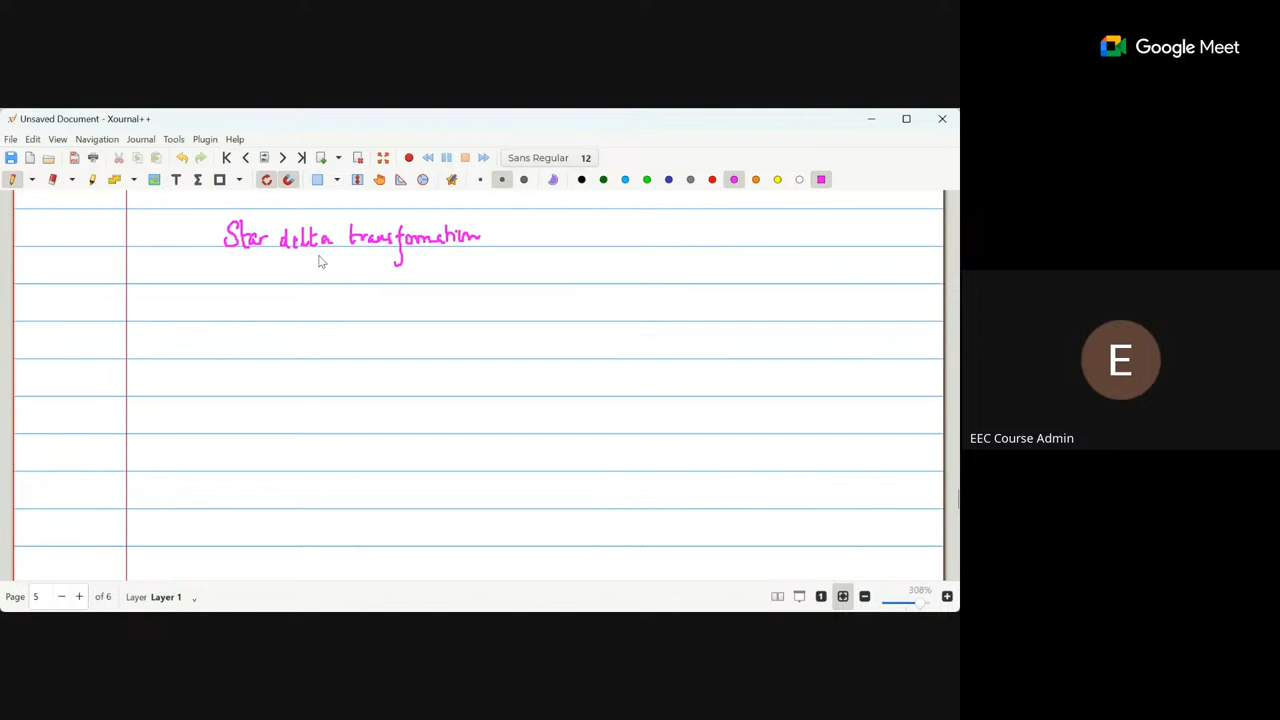 Google Meet
Unsaved Document - Xournal++
File Edit View Navigation Journal Tools Plugin Help
Sans Regular 12
Star delta transformation
E
EEC Course Admin
Page 5 of 6 Layer Layer 1 308%